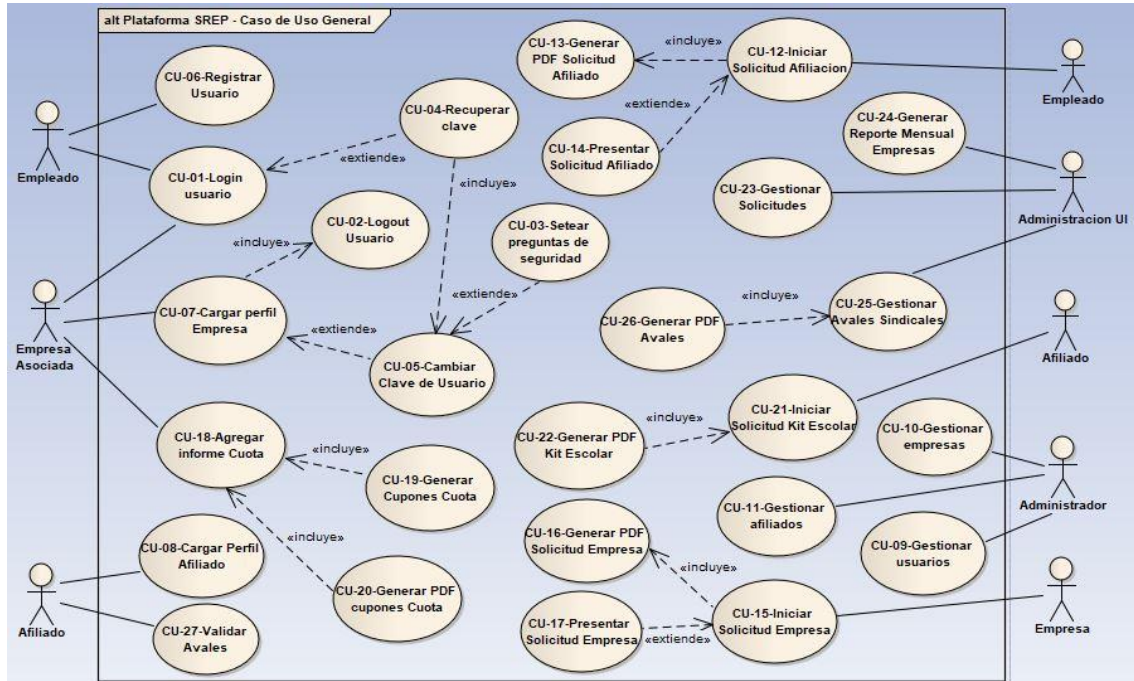 alt Plataforma SREP - Caso de Uso General
CU-06-Registrar
Usuario
CU-04-Recuperar
clave
CU-13-Generar
PDF Solicitud
Afiliado
«incluye»
CU-12-Iniciar
Solicitud Afiliacion
Empleado
Empleado
CU-01-Login
usuario
«extiende»
«extiende»
CU-14-Presentar
Solicitud Afiliado
CU-24-Generar
Reporte Mensual
Empresas
CU-23-Gestionar
Solicitudes
Administracion UI
«incluye»
CU-02-Logout
Usuario
«incluye»
CU-03-Setear
preguntas de
seguridad
Empresa
Asociada
CU-07-Cargar perfil
Empresa
«extiende»
«extiende»
CU-05-Cambiar
Clave de Usuario
CU-26-Generar PDF
Avales
«incluye»
CU-25-Gestionar
Avales Sindicales
Afiliado
CU-18-Agregar
informe Cuota
«incluye»
CU-19-Generar
Cupones Cuota
CU-22-Generar PDF
Kit Escolar
«incluye»
CU-21-Iniciar
Solicitud Kit Escolar
CU-10-Gestionar
empresas
Administrador
CU-11-Gestionar
afiliados
CU-09-Gestionar
usuarios
CU-08-Cargar Perfil
Afiliado
«incluye»
CU-20-Generar PDF
cupones Cuota
CU-16-Generar PDF
Solicitud Empresa
«incluye»
Afiliado
CU-27-Validar
Avales
CU-17-Presentar
Solicitud Empresa
«extiende»
CU-15-Iniciar
Solicitud Empresa
Empresa